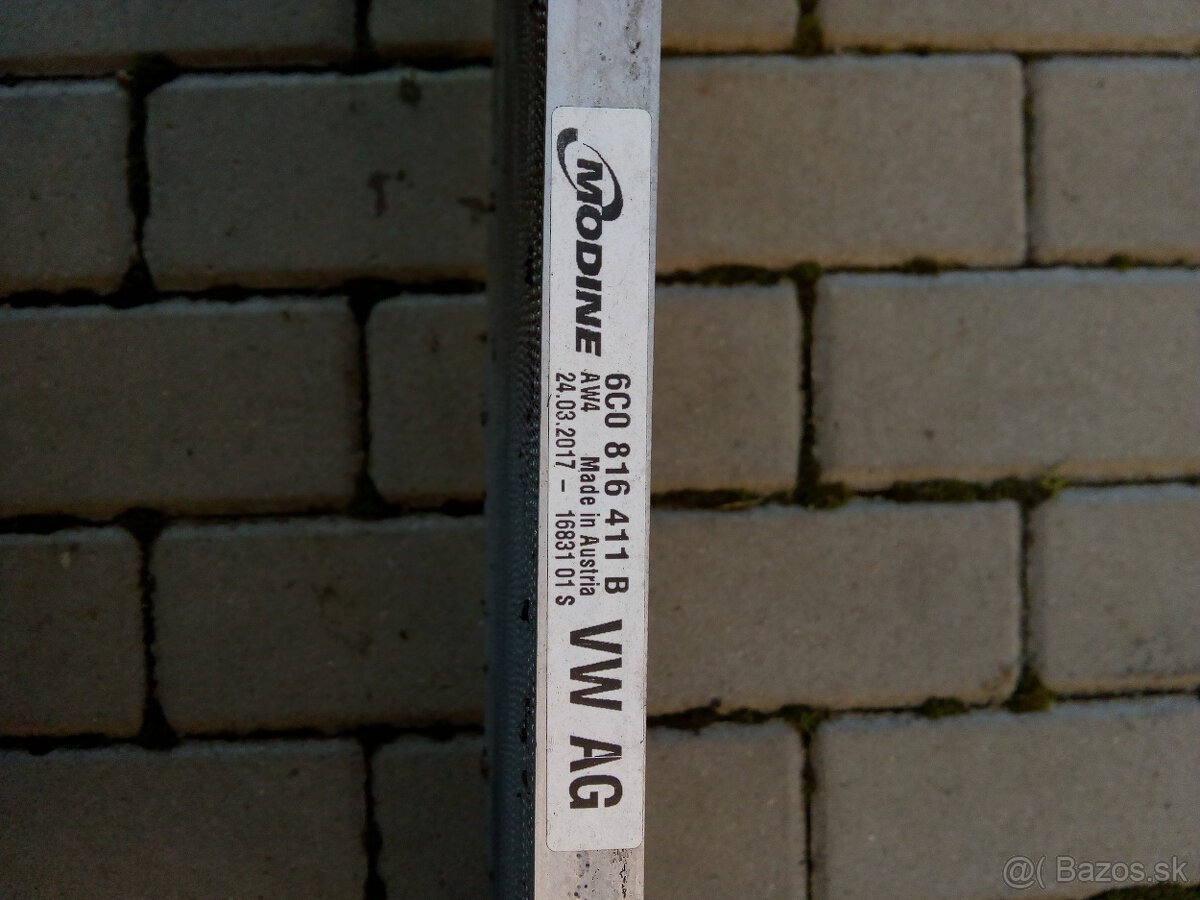 MODINE
6C0 816 411 B
AW4 Made in Austria
24.03.2017 - 16831 01 S
VW AG
@( Bazos.sk